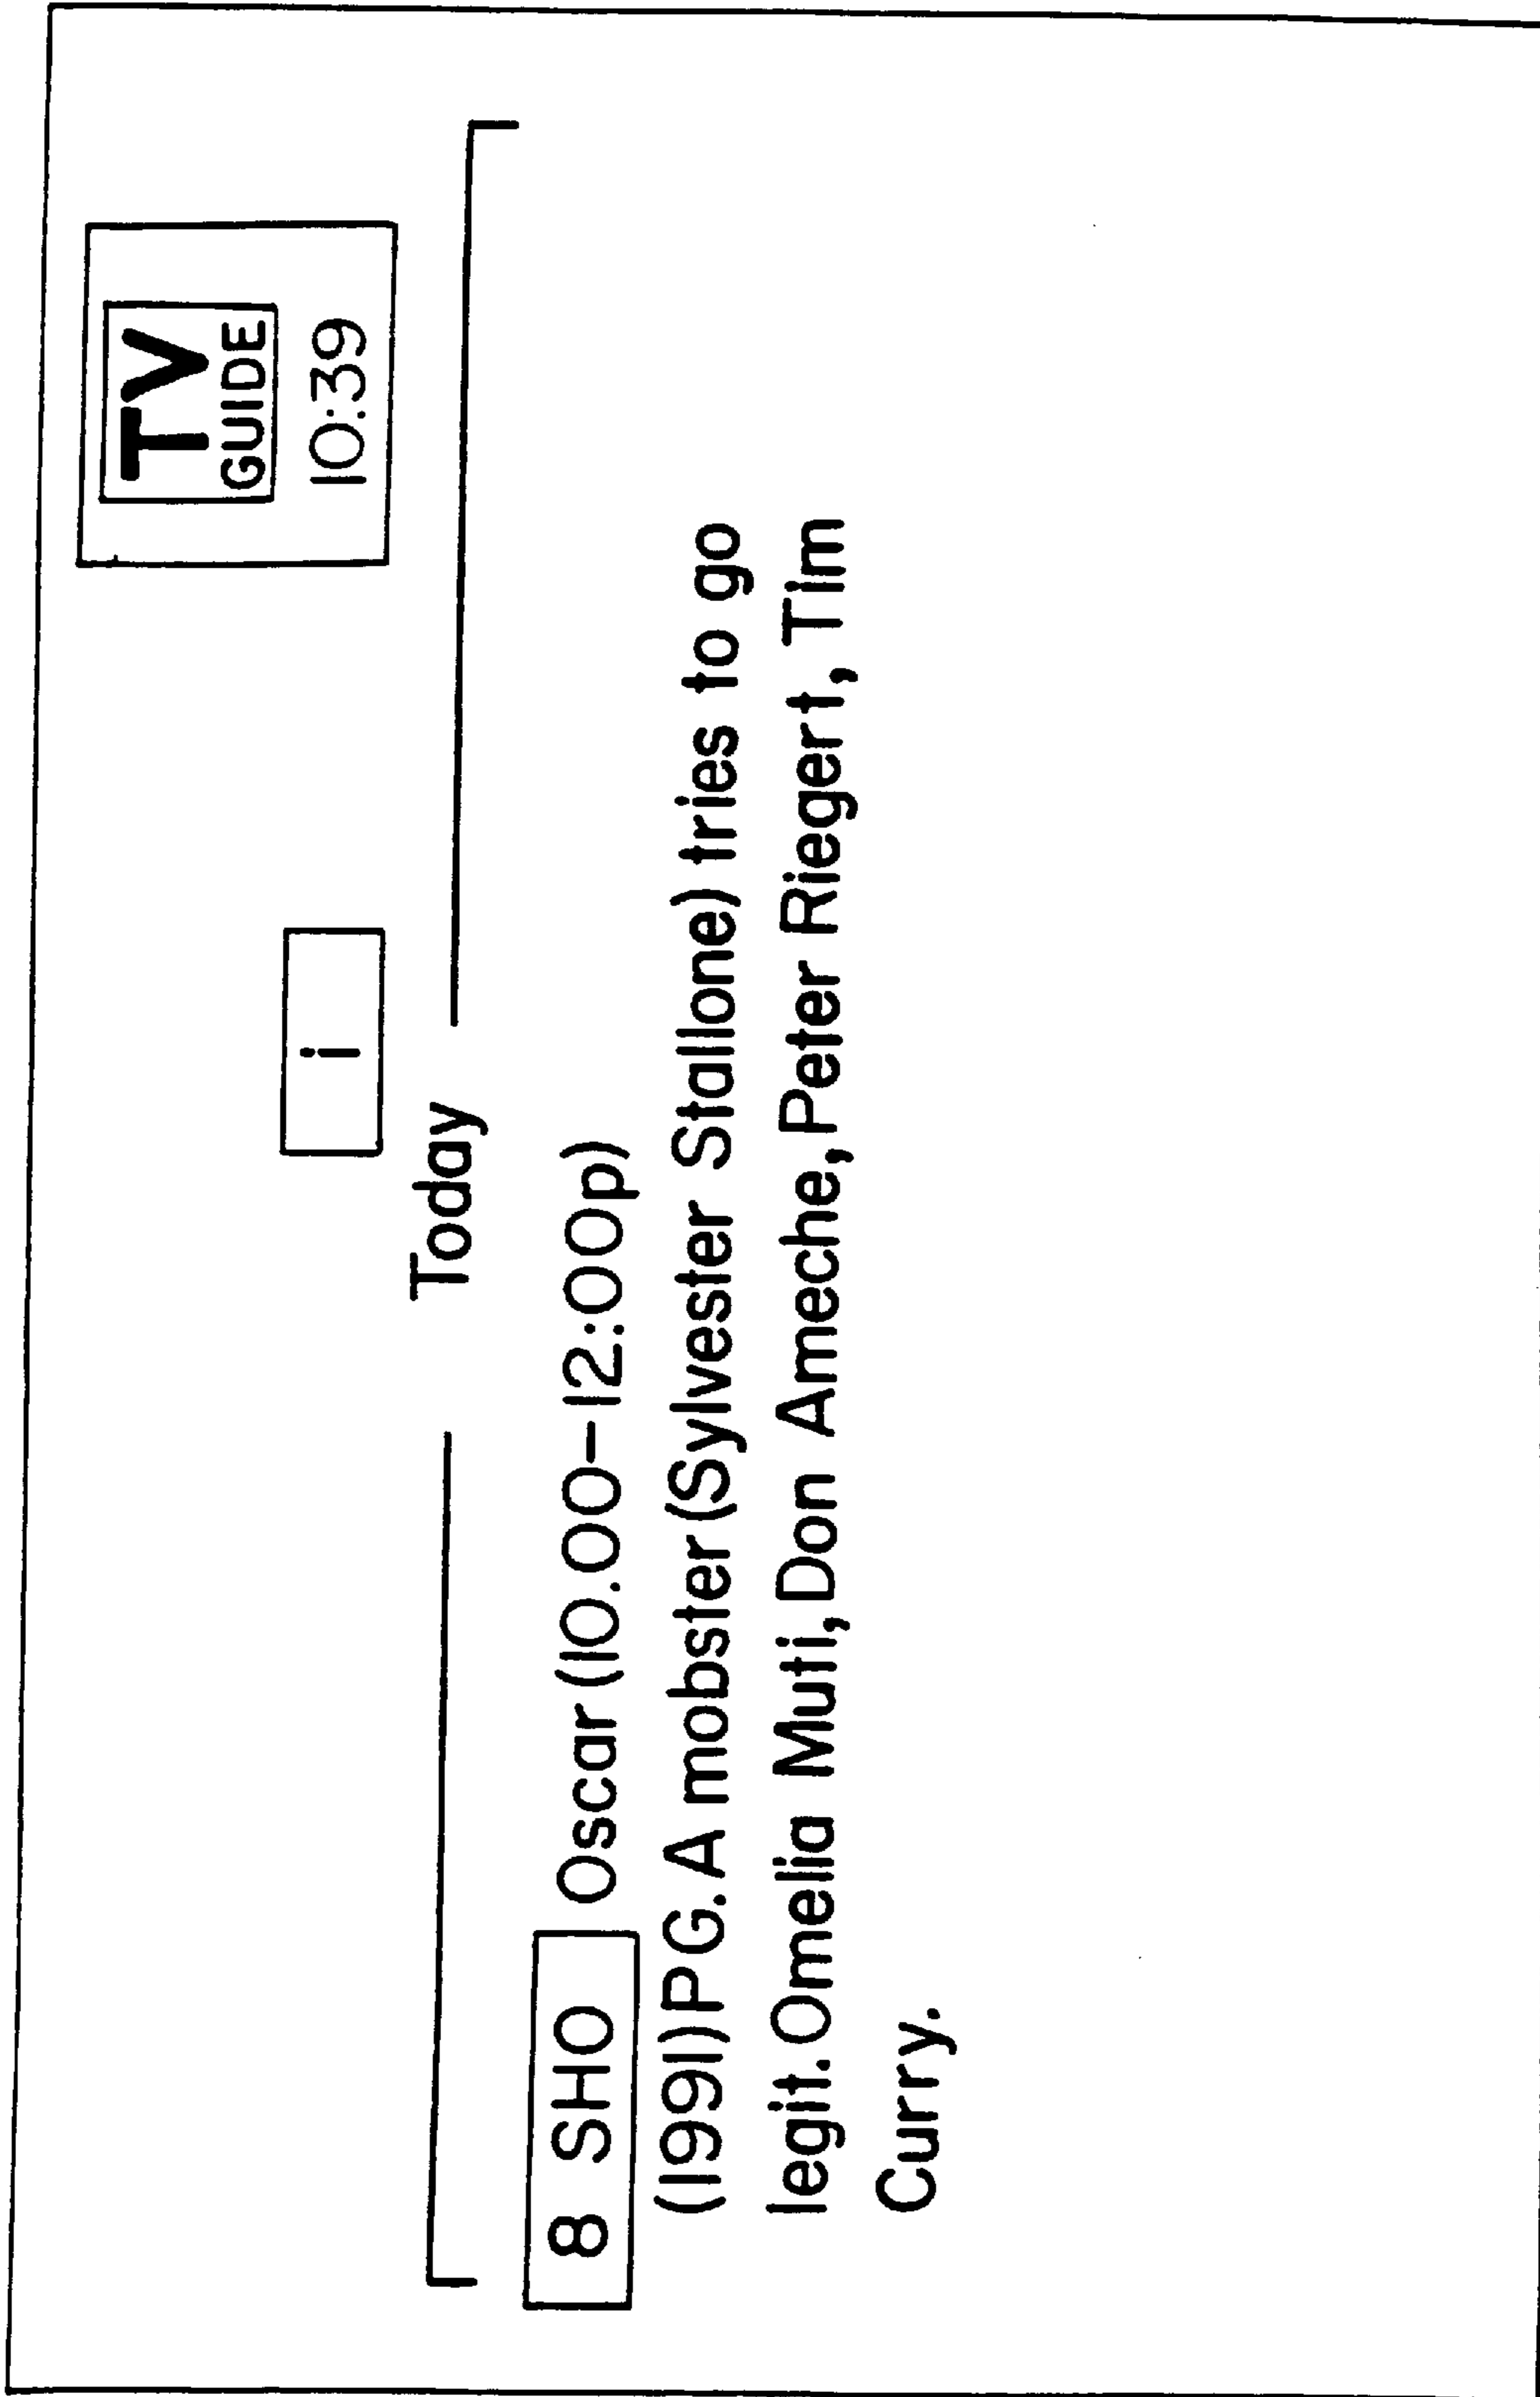 TV
GUIDE
10:39
i
Today
8 SHO Oscar (10.00-12:00p)
(1991) PG. A mobster (Sylvester Stallone) tries to go
legit. Omelia Muti, Don Ameche, Peter Riegert, Tim
Curry.